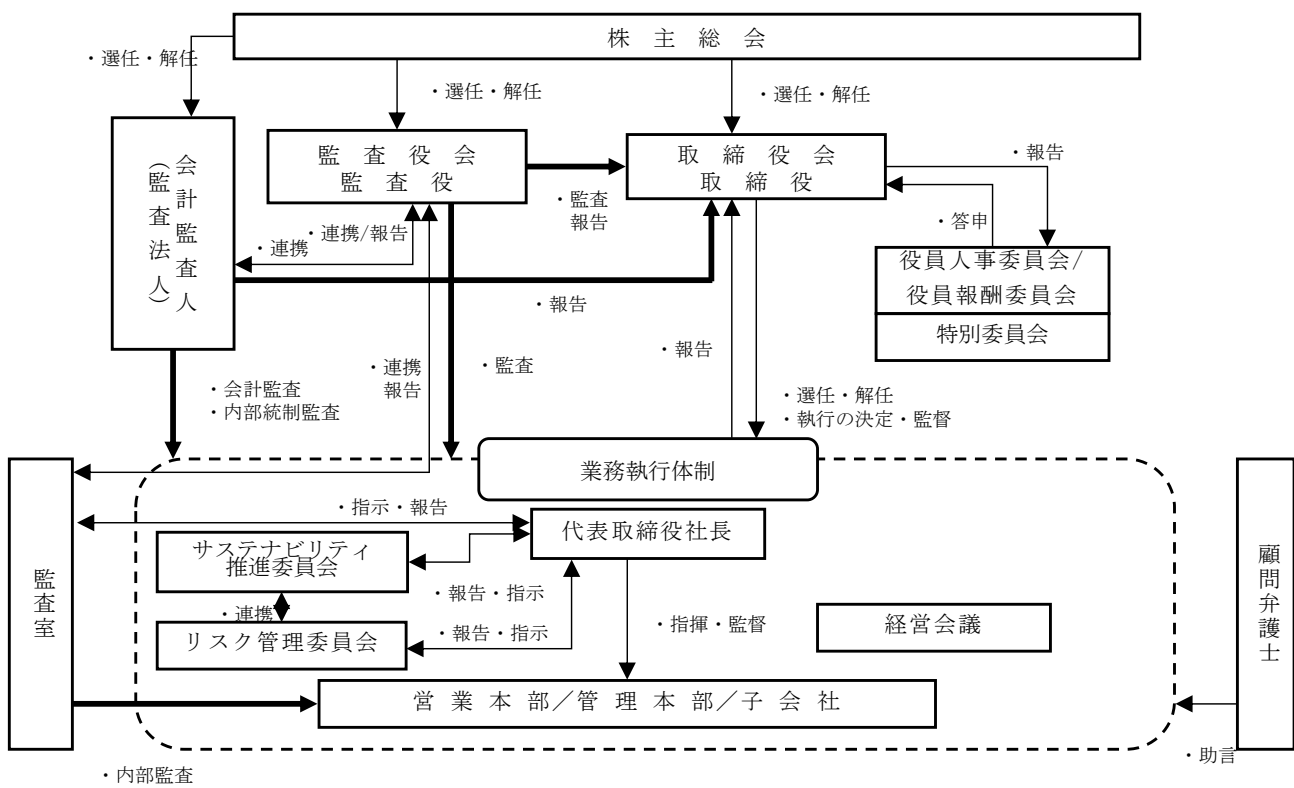 株主総会
・選任・解任
・選任・解任
・選任・解任
会計監査人
（監査法人）
監査役会
監査役
取締役会
取締役
・報告
・監査
報告
・答申
・連携/報告
・連携
役員人事委員会/
役員報酬委員会
特別委員会
・報告
・報告
・連携
報告
・監査
・会計監査
・内部統制監査
・選任・解任
・執行の決定・監督
業務執行体制
・指示・報告
代表取締役社長
サステナビリティ
推進委員会
・報告・指示
・連携
リスク管理委員会
・報告・指示
・指揮・監督
経営会議
監査室
顧問弁護士
営業本部／管理本部／子会社
・助言
・内部監査